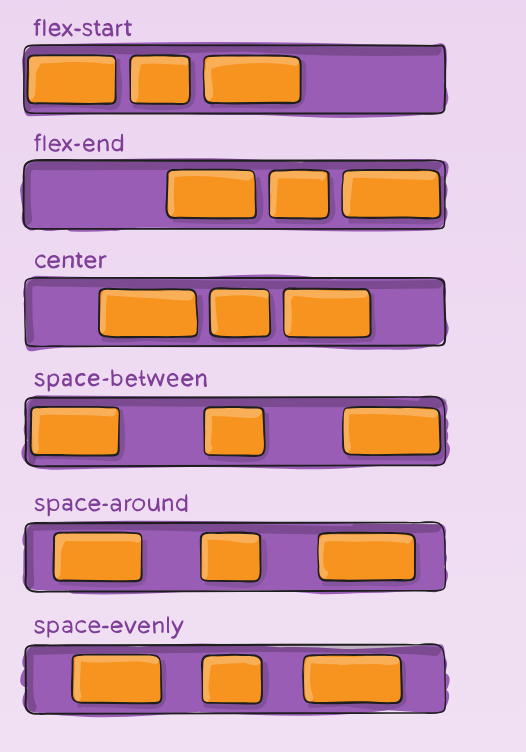 flex-start
flex-end
center
space-between
space-around
space-evenly